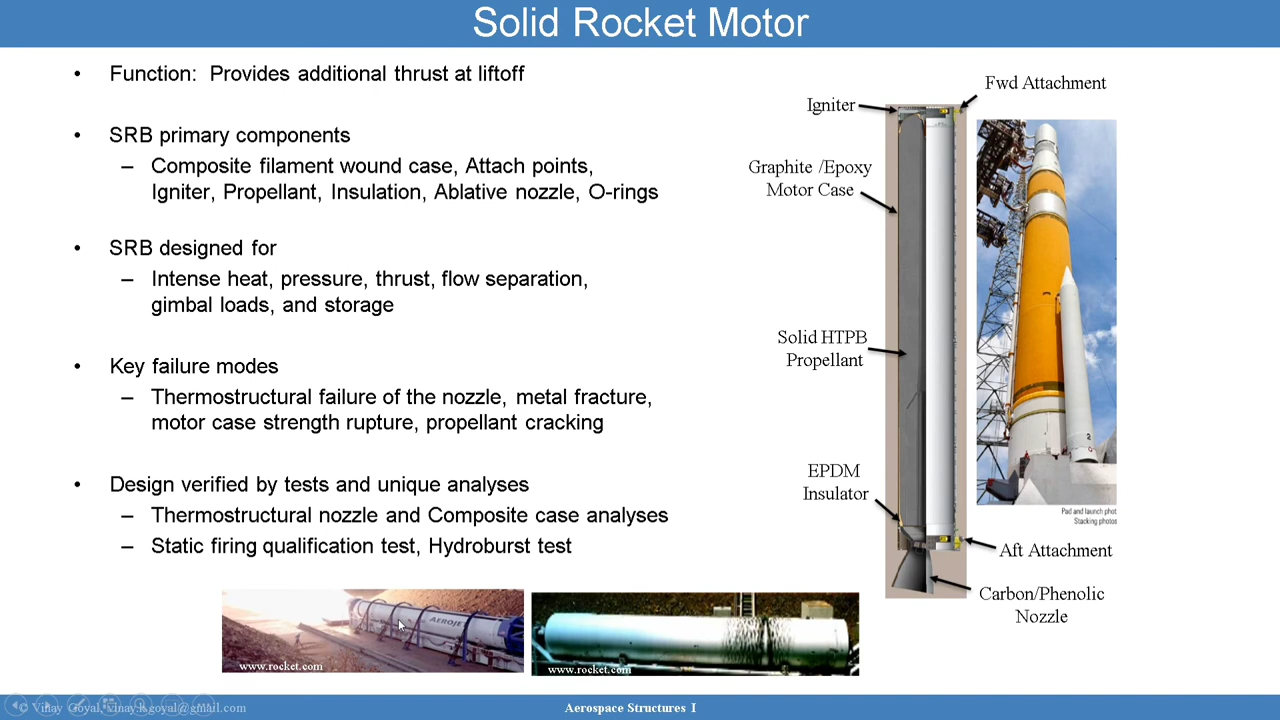 Solid Rocket Motor
• Function: Provides additional thrust at liftoff
• SRB primary components
– Composite filament wound case, Attach points,
Igniter, Propellant, Insulation, Ablative nozzle, O-rings
• SRB designed for
– Intense heat, pressure, thrust, flow separation,
gimbal loads, and storage
• Key failure modes
– Thermostructural failure of the nozzle, metal fracture,
motor case strength rupture, propellant cracking
• Design verified by tests and unique analyses
– Thermostructural nozzle and Composite case analyses
– Static firing qualification test, Hydroburst test
Fwd Attachment
Igniter
Graphite /Epoxy
Motor Case
Solid HTPB
Propellant
EPDM
Insulator
Pad and launch phot
Stacking photos
Aft Attachment
Carbon/Phenolic
Nozzle
2
AEROJET
www.rocket.com
www.rocket.com
© Vinay Goyal, vinay.k.goyal@gmail.com
Aerospace Structures I